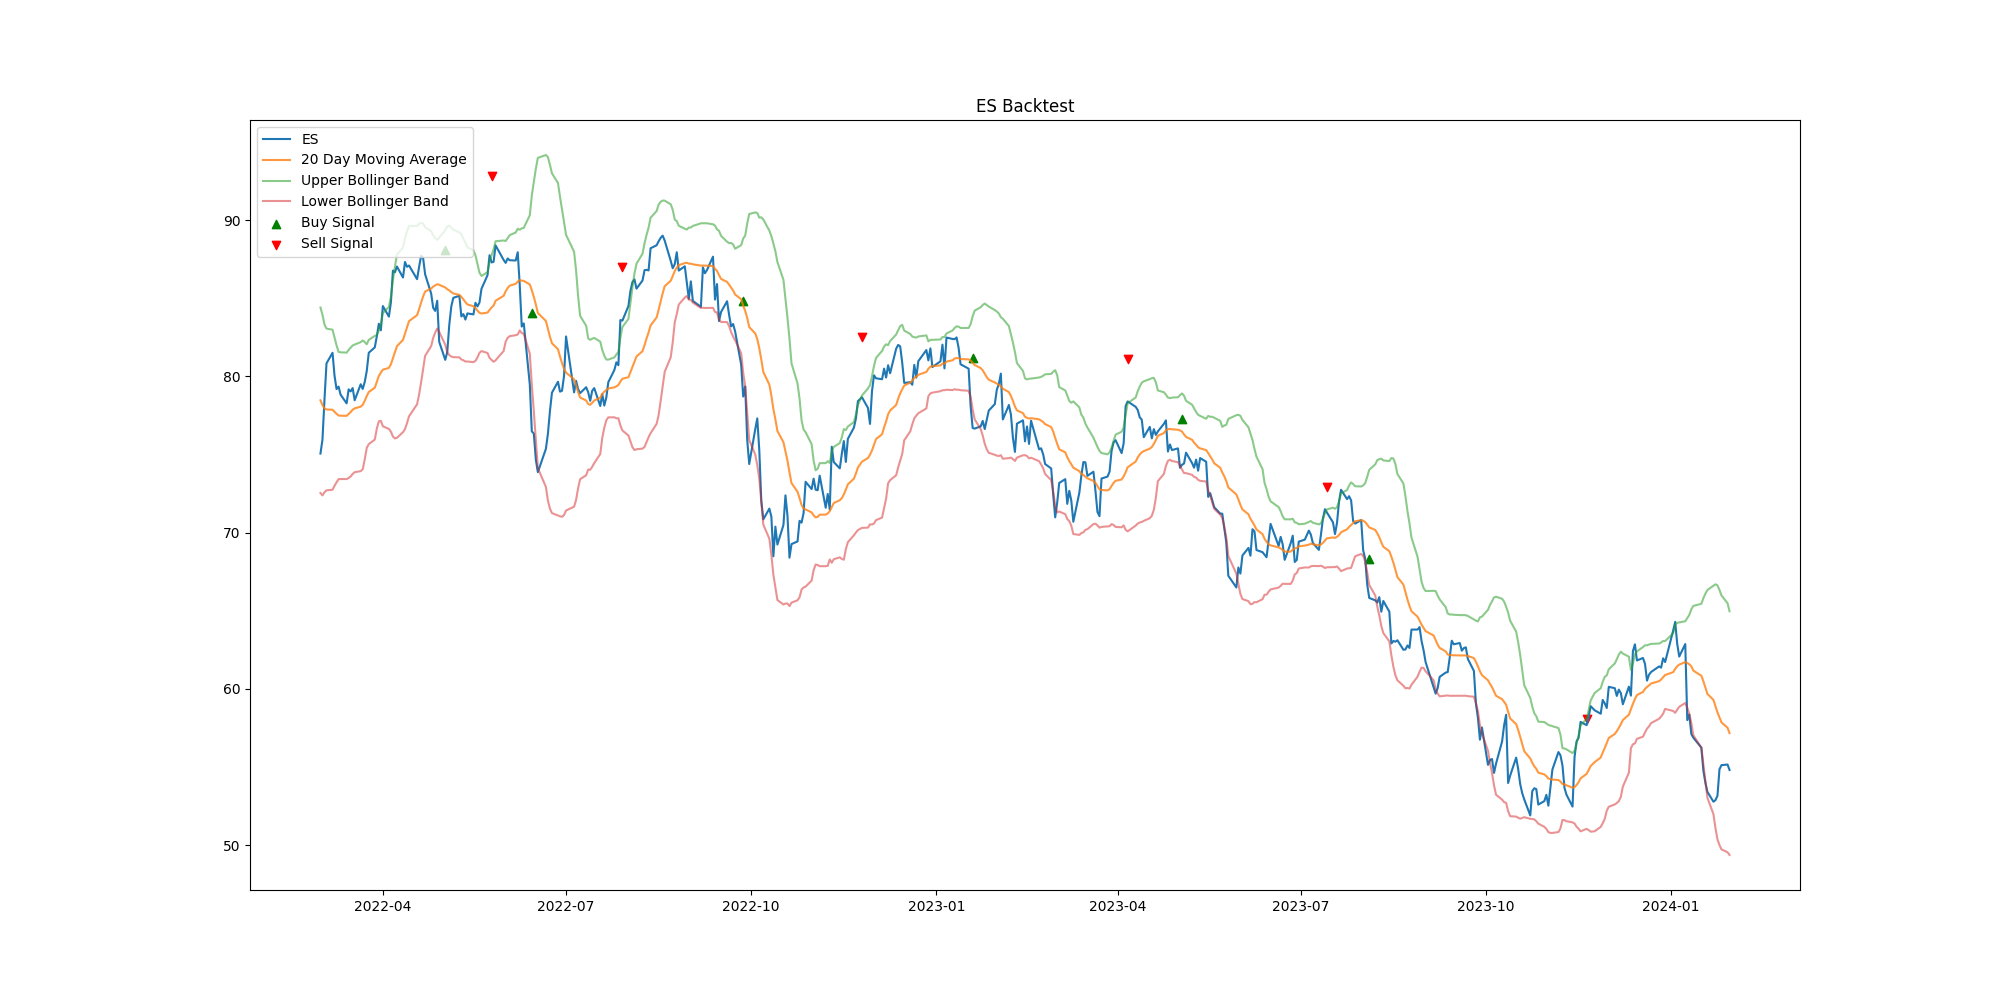 ES Backtest
ES
20 Day Moving Average
Upper Bollinger Band
Lower Bollinger Band
Buy Signal
Sell Signal
90
80
70
60
50
2022-04 2022-07 2022-10 2023-01 2023-04 2023-07 2023-10 2024-01